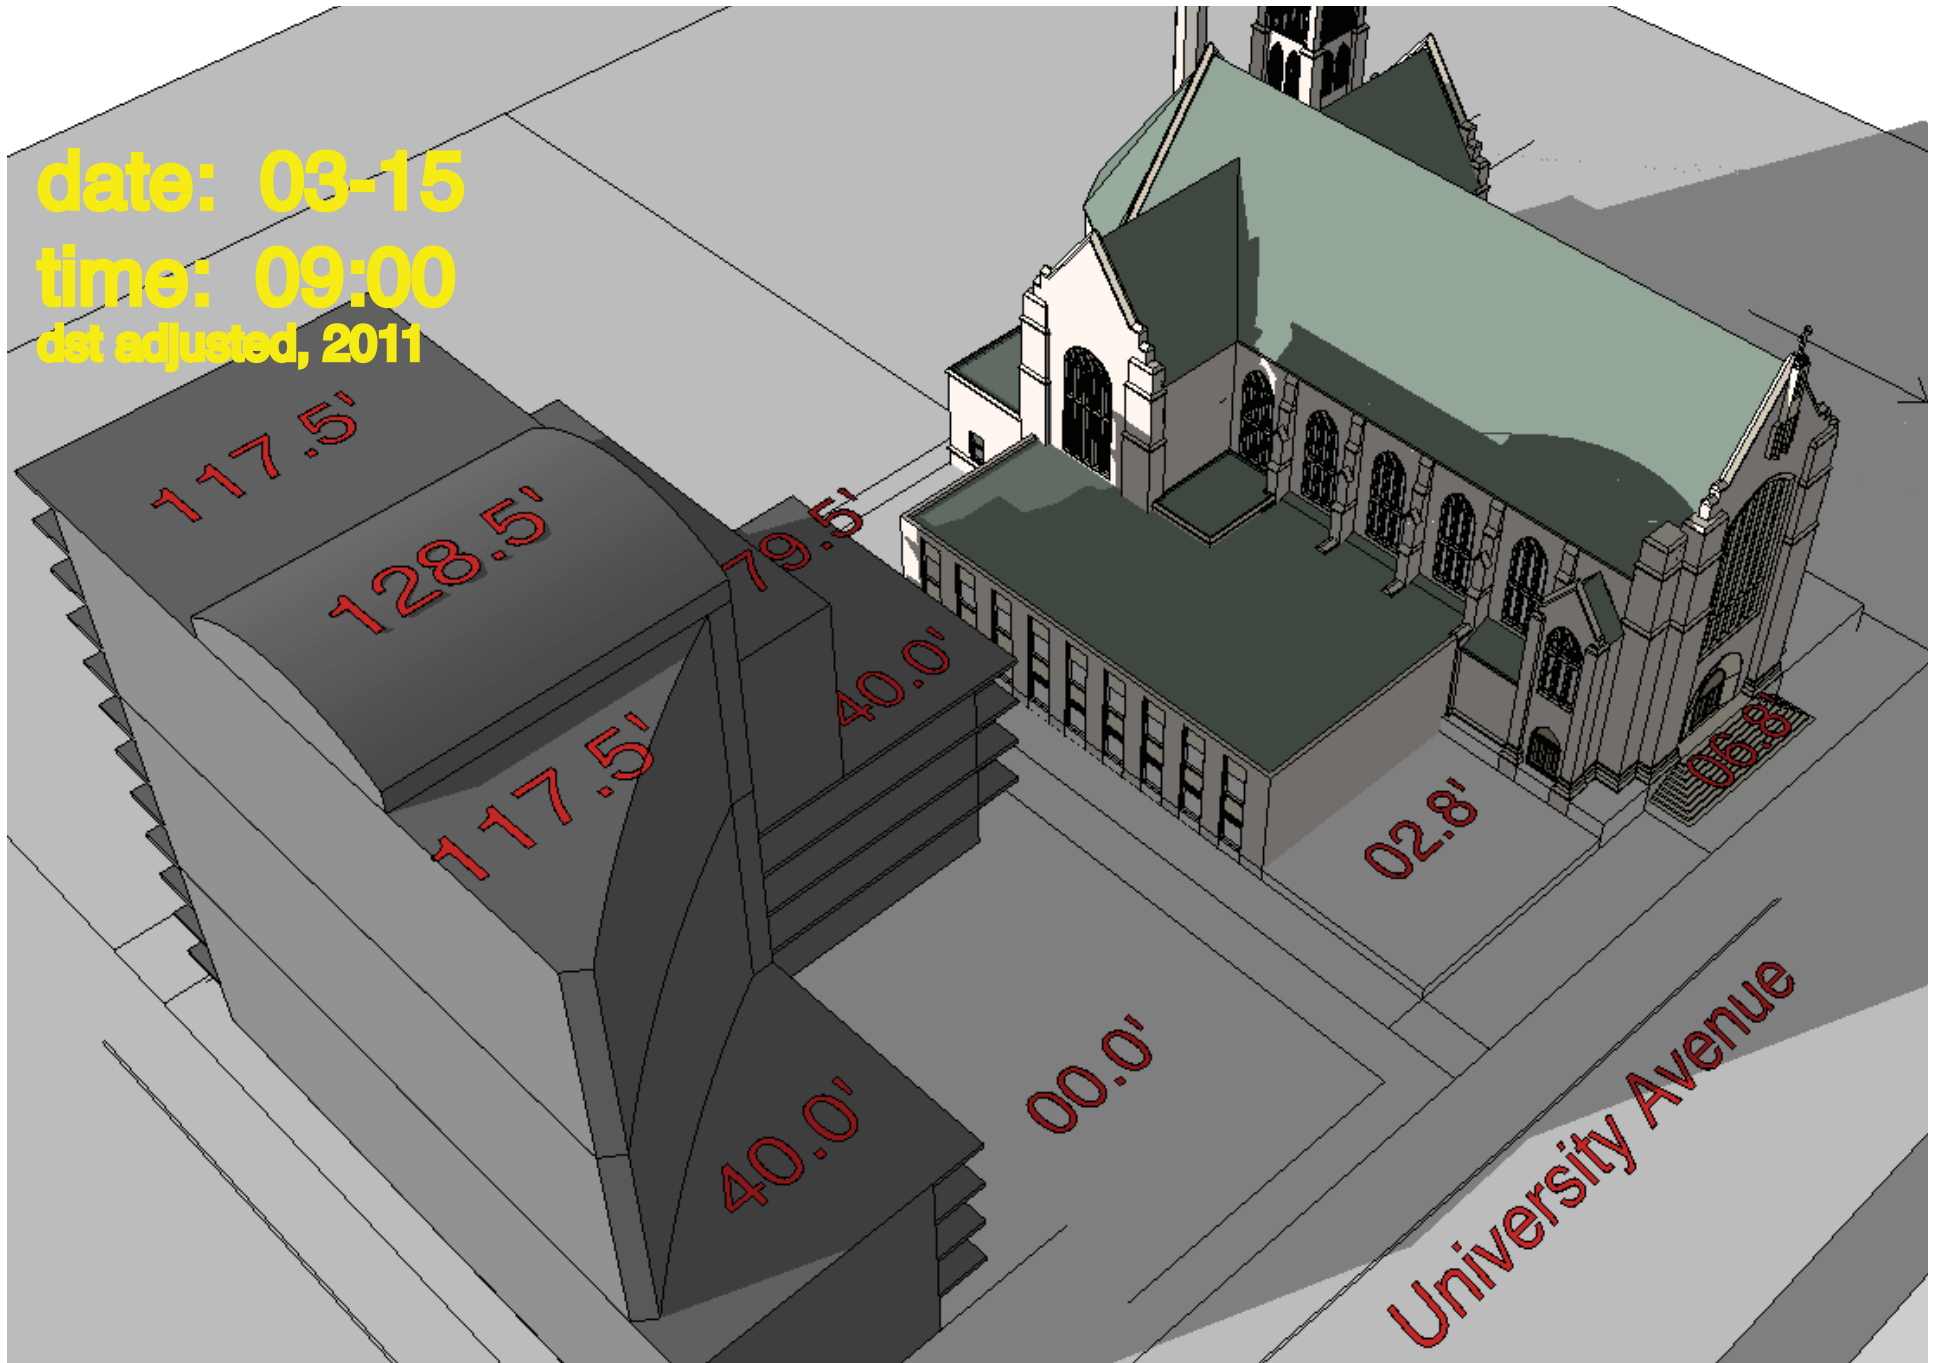 date: 03-15
time: 09:00
dst adjusted, 2011
117.5'
128.5'
79.5'
40.0'
117.5'
06.8'
02.8'
00.0'
40.0'
University Avenue